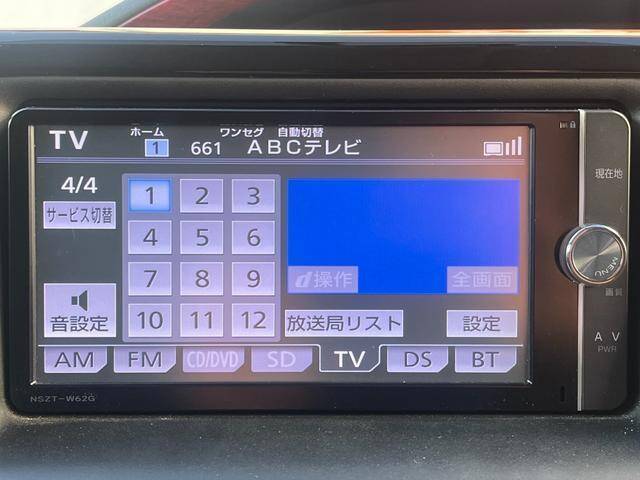 TV ホーム 1 ワンセグ 自動切替
661 ABCテレビ
現在地
4/4
サービス切替
1 2 3
4 5 6
7 8 9
10 11 12
d操作 全画面
音設定
放送局リスト 設定
MENU
画質
AM FM CD/DVD SD TV DS BT
A V
PWR
NSZT-W62G